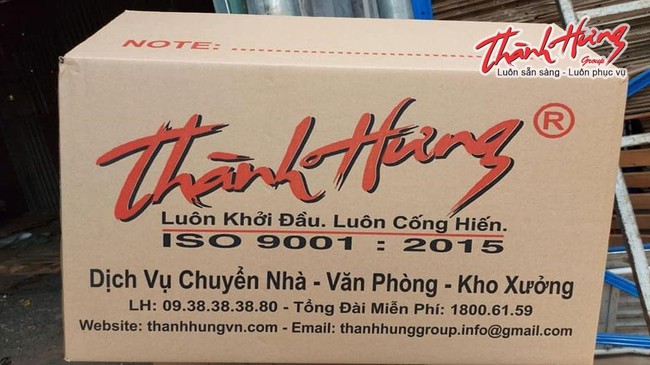 NOTE: ........................
Thành Hưng
Group
Luôn sẵn sàng - Luôn phục vụ
Thành Hưng ®
Luôn Khởi Đầu. Luôn Cống Hiến.
ISO 9001 : 2015
Dịch Vụ Chuyển Nhà - Văn Phòng - Kho Xưởng
LH: 09.38.38.38.80 - Tổng Đài Miễn Phí: 1800.61.59
Website: thanhhungvn.com - Email: thanhhunggroup.info@gmail.com